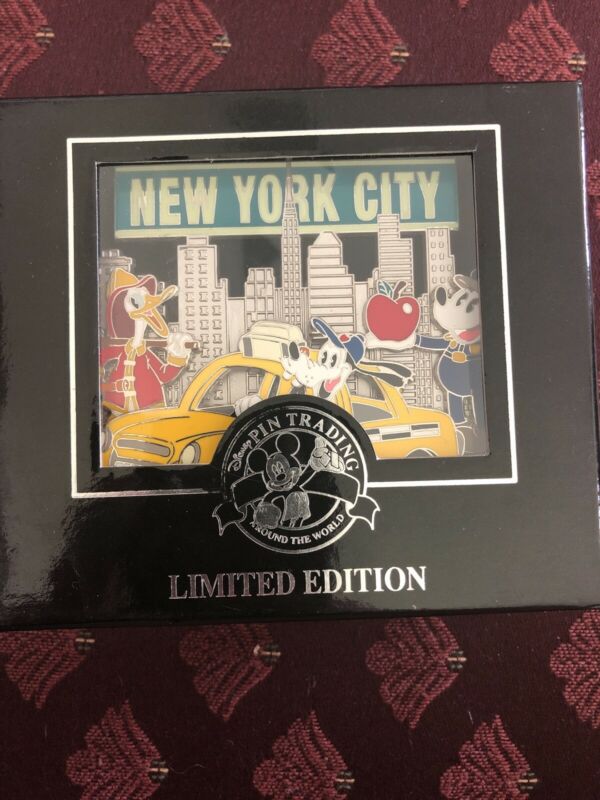 NEW YORK CITY
Disney PIN TRADING
AROUND THE WORLD
LIMITED EDITION